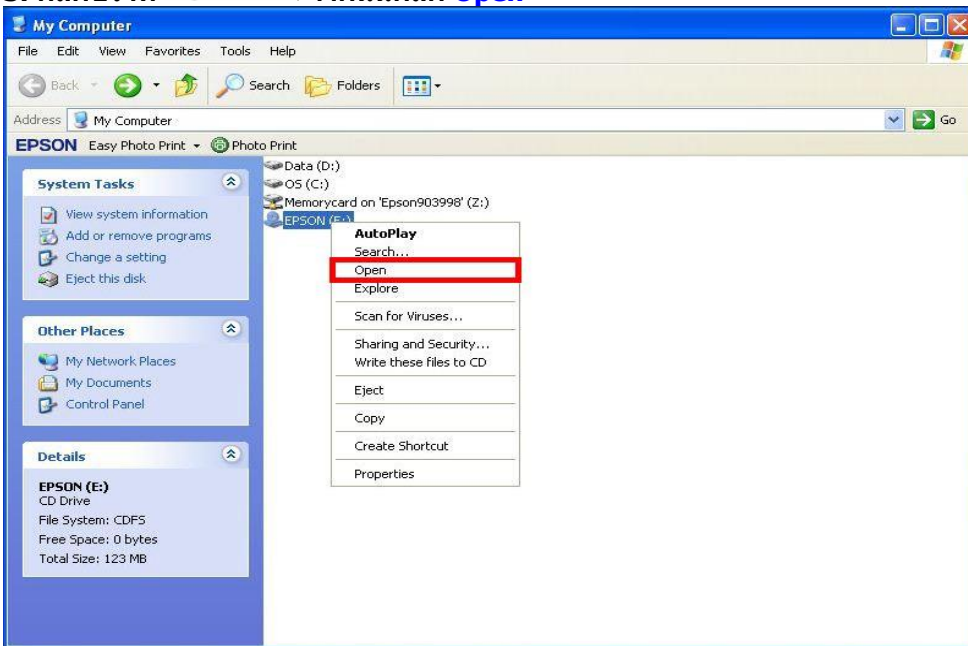 Open
My Computer
File Edit View Favorites Tools Help
Back Search Folders
Address My Computer Go
EPSON Easy Photo Print Photo Print
System Tasks
View system information
Add or remove programs
Change a setting
Eject this disk
Other Places
My Network Places
My Documents
Control Panel
Details
EPSON (E:)
CD Drive
File System: CDFS
Free Space: 0 bytes
Total Size: 123 MB
Data (D:)
OS (C:)
Memorycard on 'Epson903998' (Z:)
EPSON (E:)
AutoPlay
Search...
Open
Explore
Scan for Viruses...
Sharing and Security...
Write these files to CD
Eject
Copy
Create Shortcut
Properties